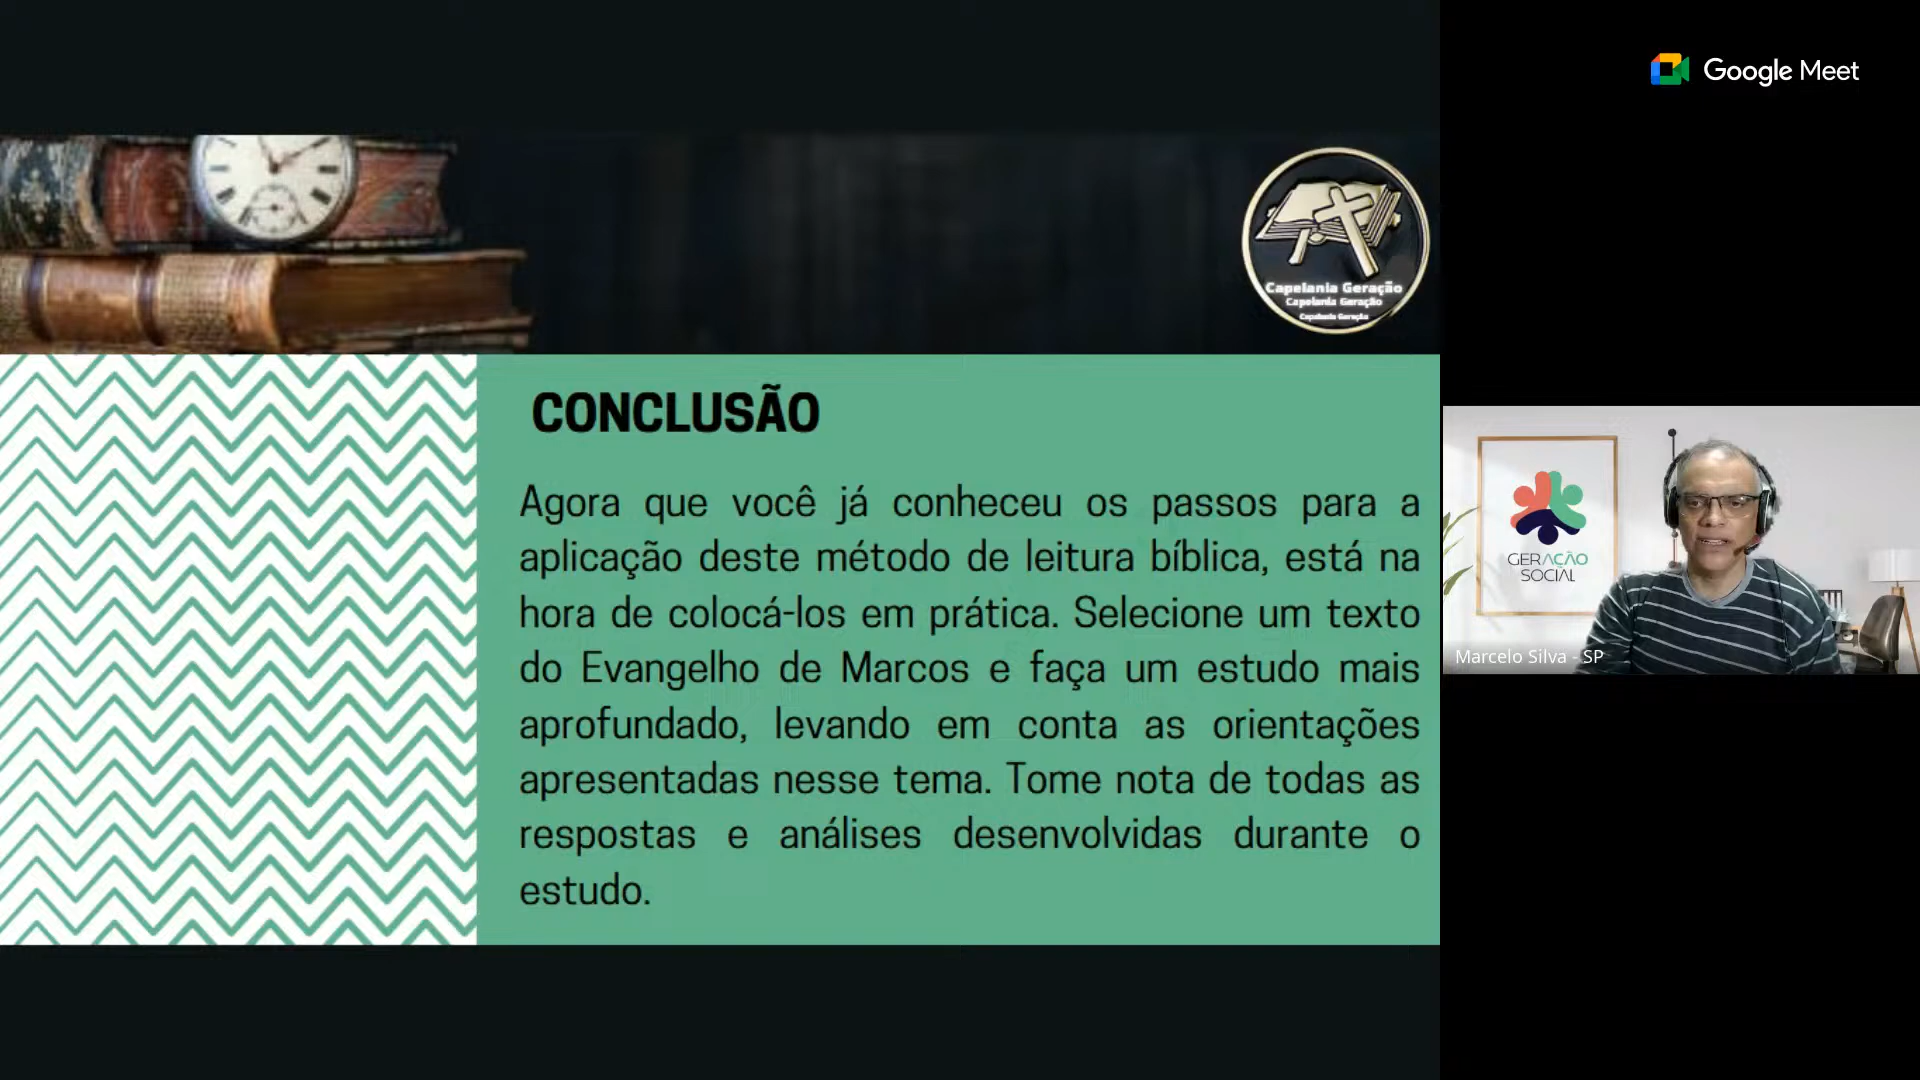 Google Meet
Capelania Geração
Capelania Geração
Capelania Geração
CONCLUSÃO
Agora que você já conheceu os passos para a
aplicação deste método de leitura bíblica, está na
hora de colocá-los em prática. Selecione um texto
do Evangelho de Marcos e faça um estudo mais
aprofundado, levando em conta as orientações
apresentadas nesse tema. Tome nota de todas as
respostas e análises desenvolvidas durante o
estudo.
GERAÇÃO
SOCIAL
Marcelo Silva - SP